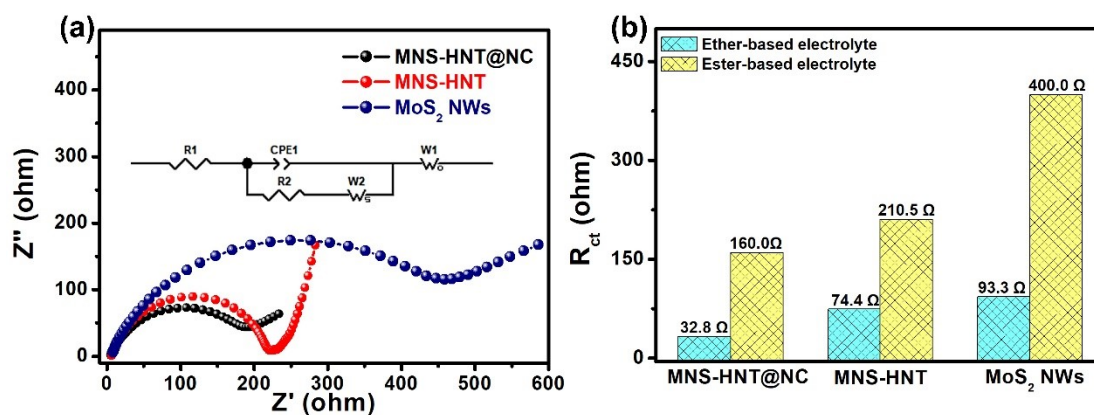 (a)
MNS-HNT@NC
MNS-HNT
MoS₂ NWs
R1
CPE1
W1
O
R2
W2
S
Z'' (ohm)
400
300
200
100
0
0 100 200 300 400 500 600
Z' (ohm)
(b)
Ether-based electrolyte
Ester-based electrolyte
R_ct (ohm)
450
300
150
0
32.8 Ω
160.0Ω
74.4 Ω
210.5 Ω
93.3 Ω
400.0 Ω
MNS-HNT@NC MNS-HNT MoS₂ NWs